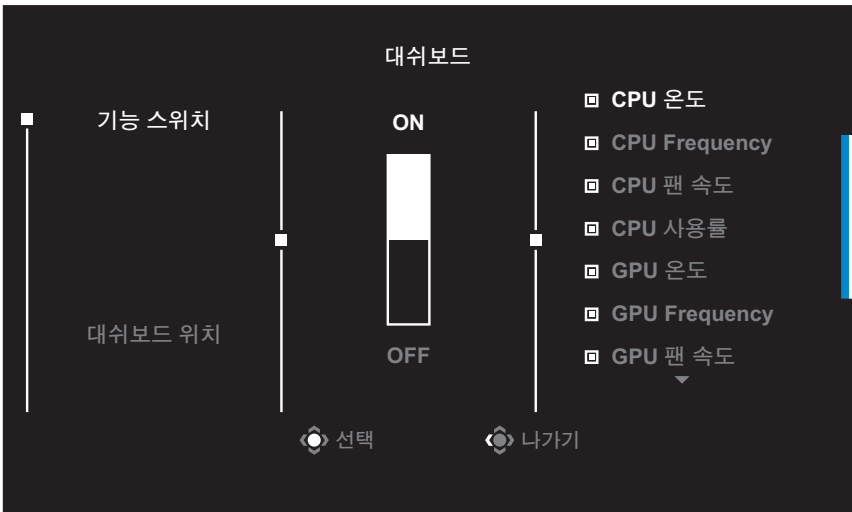 대쉬보드
기능 스위치
대쉬보드 위치
ON
OFF
CPU 온도
CPU Frequency
CPU 팬 속도
CPU 사용률
GPU 온도
GPU Frequency
GPU 팬 속도
선택
나가기